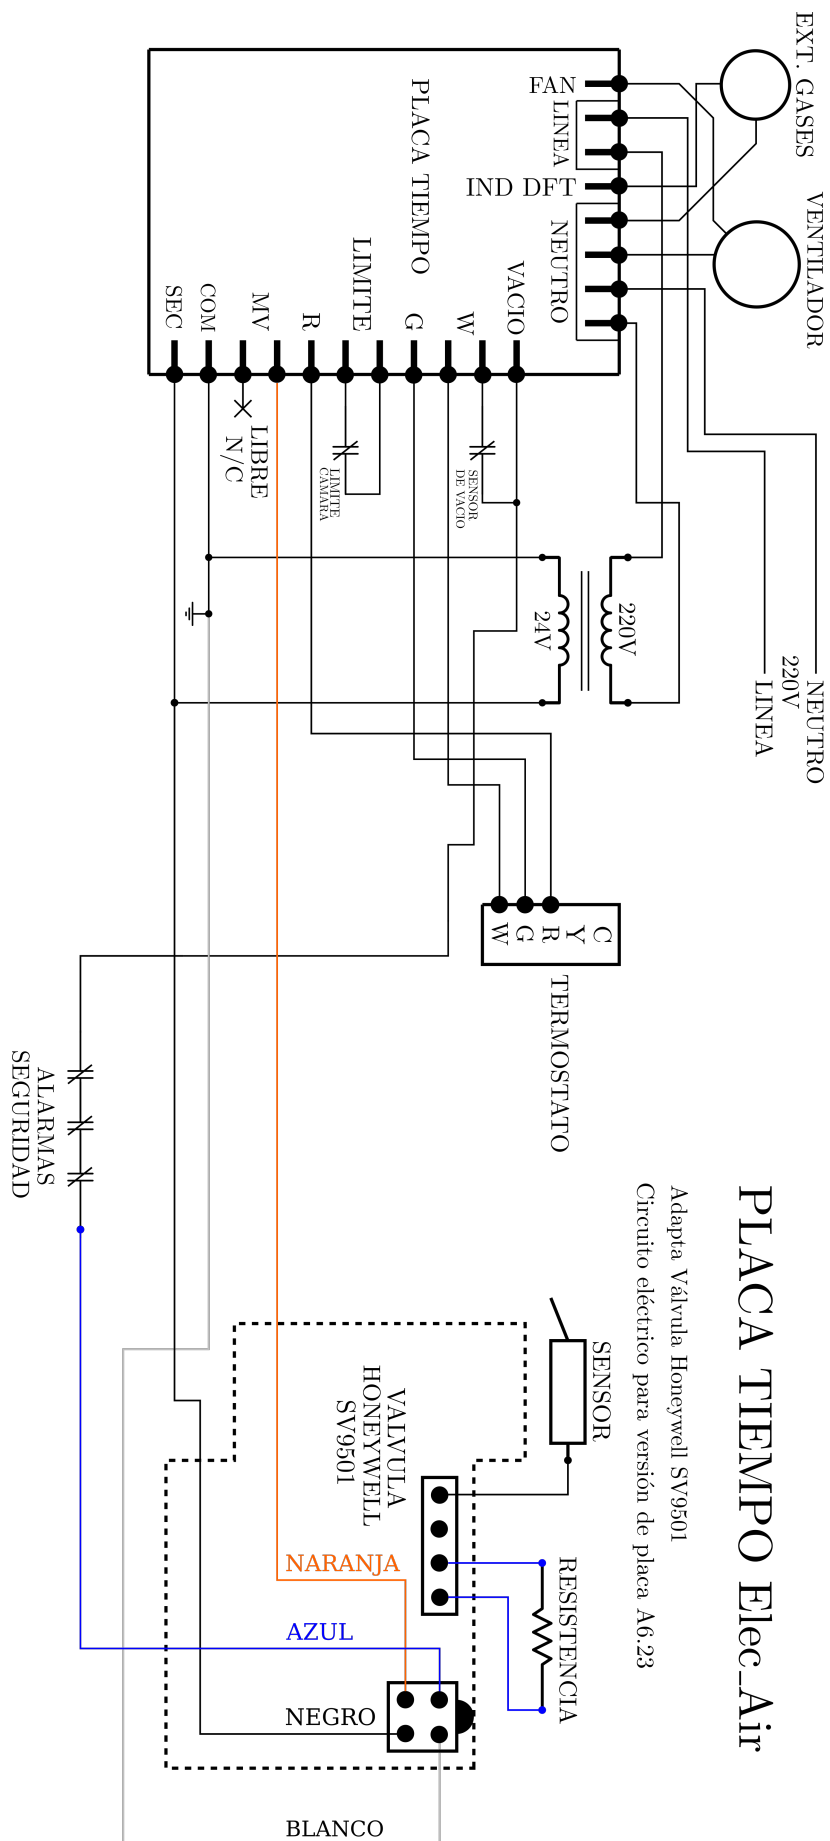 PLACA TIEMPO Elec_Air
Adapta Válvula Honeywell SV9501
Circuito eléctrico para versión de placa A6.23
EXT. GASES
VENTILADOR
FAN
LINEA
IND DFT
NEUTRO
PLACA TIEMPO
VACIO
W
G
LIMITE
R
MV
COM
SEC
LIBRE
N/C
LIMITE
CAMARA
SENSOR
DE VACIO
220V
24V
NEUTRO
220V
LINEA
C
Y
R
G
W
TERMOSTATO
ALARMAS
SEGURIDAD
SENSOR
VALVULA
HONEYWELL
SV9501
RESISTENCIA
NARANJA
AZUL
NEGRO
BLANCO